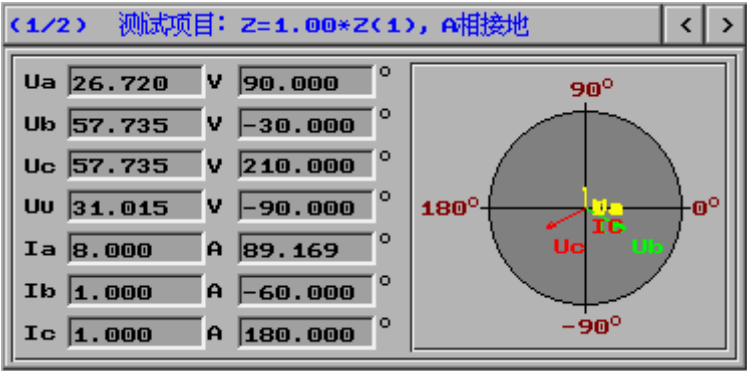 (1/2) 测试项目: Z=1.00*Z(1), A相接地 < >
Ua 26.720 V 90.000 °
Ub 57.735 V -30.000 °
Uc 57.735 V 210.000 °
Uu 31.015 V -90.000 °
Ia 8.000 A 89.169 °
Ib 1.000 A -60.000 °
Ic 1.000 A 180.000 °
90°
180°
0°
Ua
IC
Uc
Ub
-90°